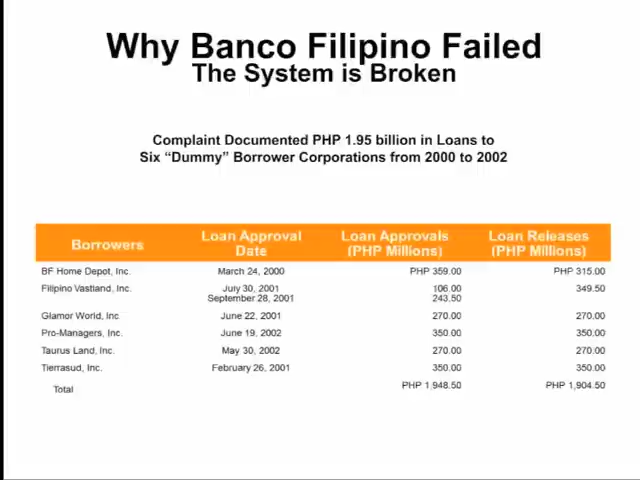 Why Banco Filipino Failed
The System is Broken
Complaint Documented PHP 1.95 billion in Loans to
Six “Dummy” Borrower Corporations from 2000 to 2002
Borrowers Loan Approval Date Loan Approvals (PHP Millions) Loan Releases (PHP Millions)
BF Home Depot, Inc. March 24, 2000 PHP 359.00 PHP 315.00
Filipino Vastland, Inc. July 30, 2001 106.00 349.50
September 28, 2001 243.50
Glamor World, Inc. June 22, 2001 270.00 270.00
Pro-Managers, Inc. June 19, 2002 350.00 350.00
Taurus Land, Inc. May 30, 2002 270.00 270.00
Tierrasud, Inc. February 26, 2001 350.00 350.00
Total PHP 1,948.50 PHP 1,904.50